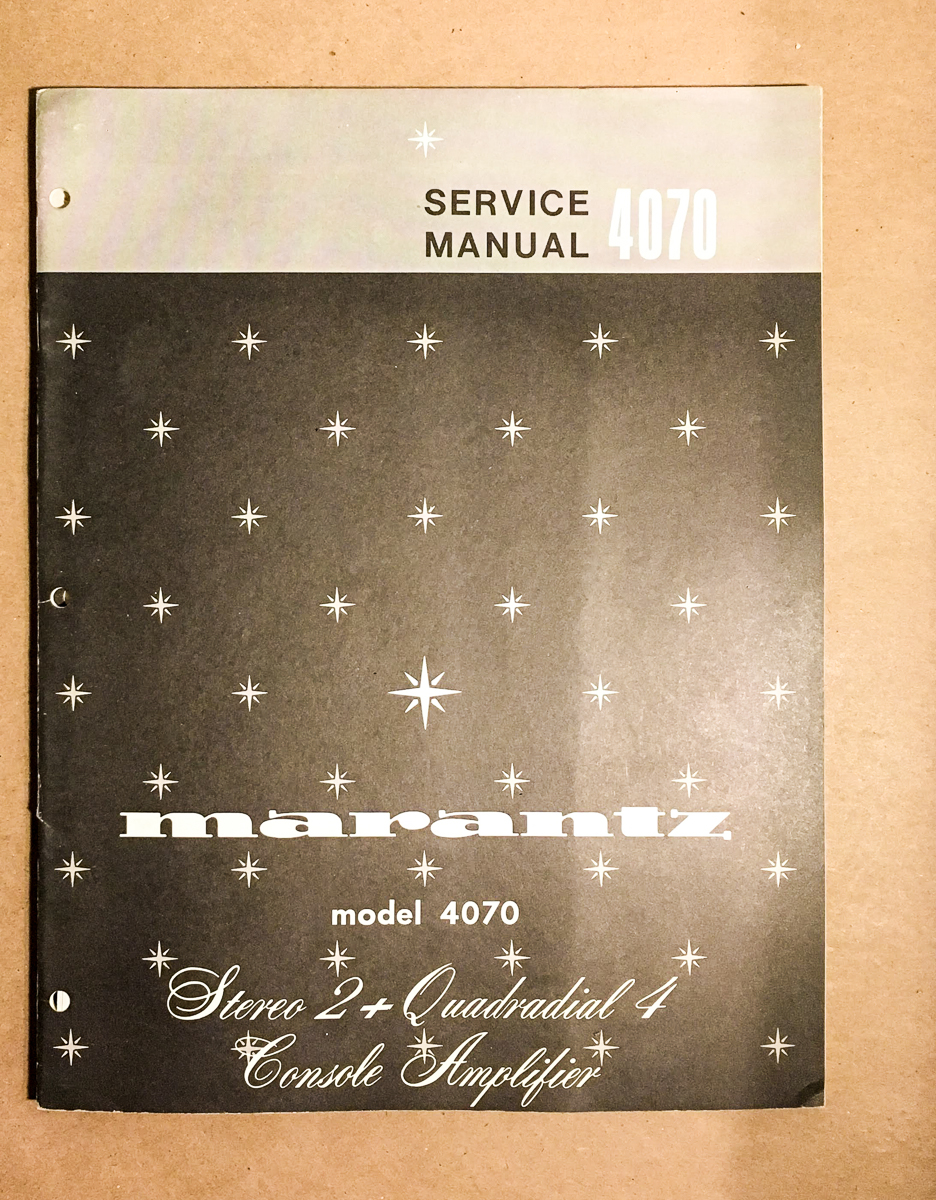 SERVICE 4070
MANUAL
marantz
model 4070
Stereo 2 + Quadradial 4
Console Amplifier